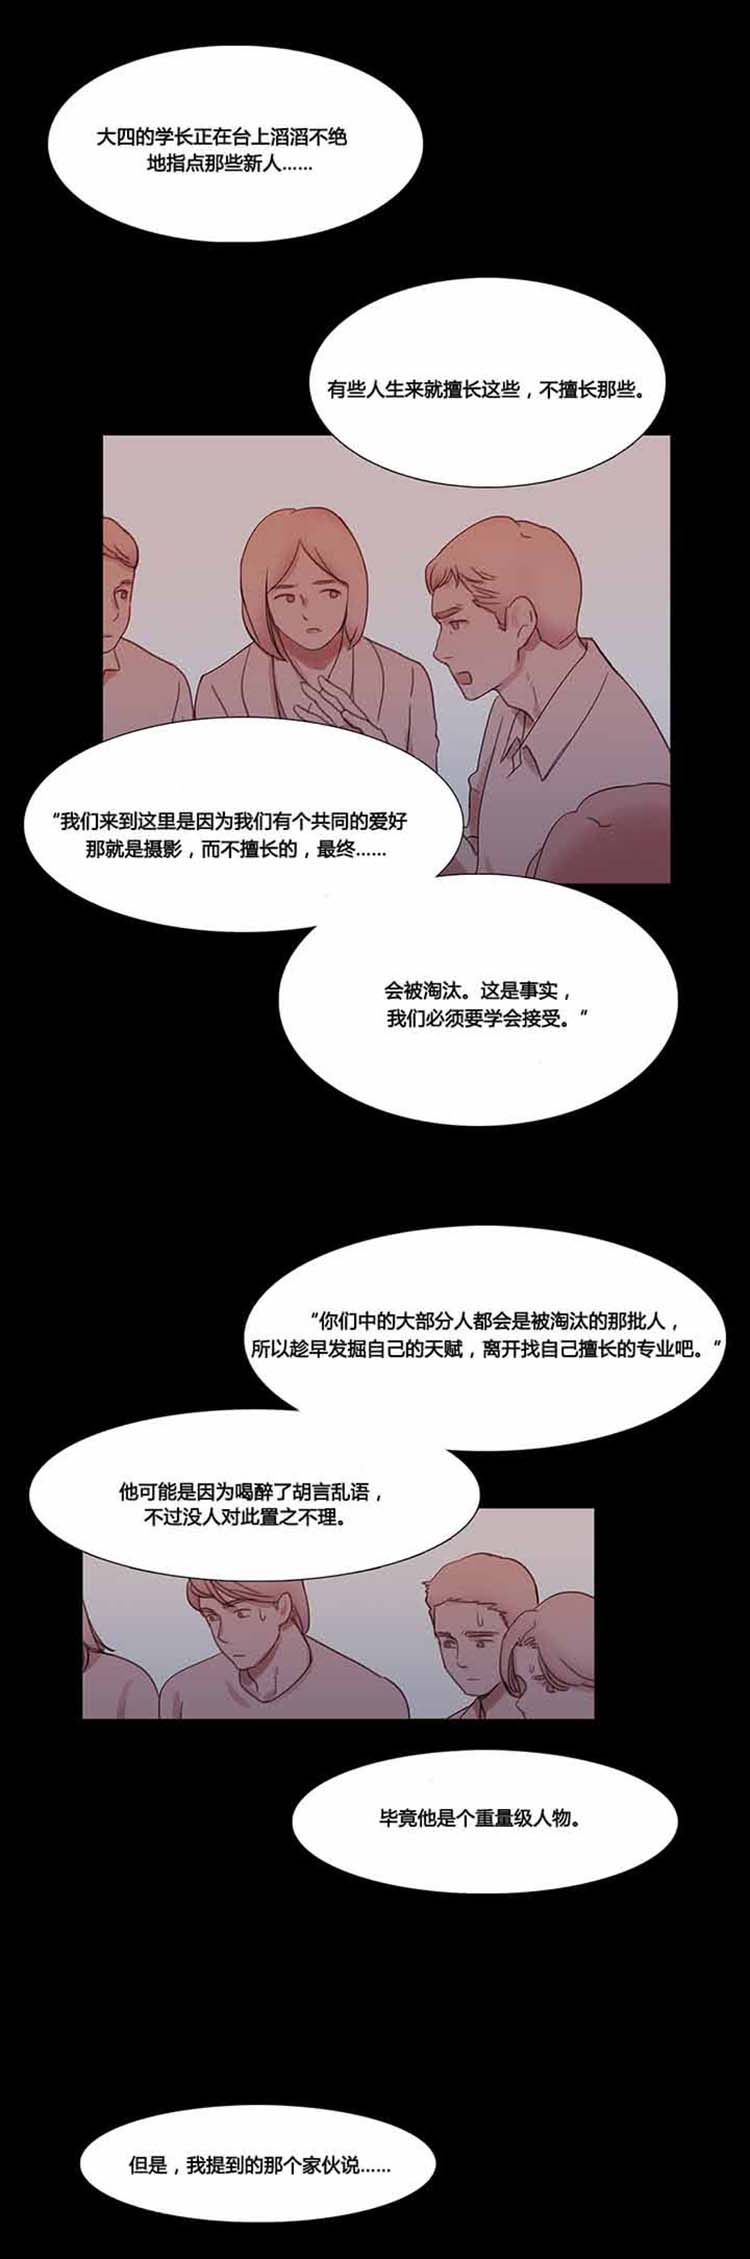 大四的学长正在台上滔滔不绝
地指点那些新人……
有些人生来就擅长这些，不擅长那些。
“我们来到这里是因为我们有个共同的爱好
那就是摄影，而不擅长的，最终……
会被淘汰。这是事实，
我们必须要学会接受。”
“你们中的大部分人都会是被淘汰的那批人，
所以趁早发掘自己的天赋，离开找自己擅长的专业吧。”
他可能是因为喝醉了胡言乱语，
不过没人对此置之不理。
毕竟他是个重量级人物。
但是，我提到的那个家伙说……